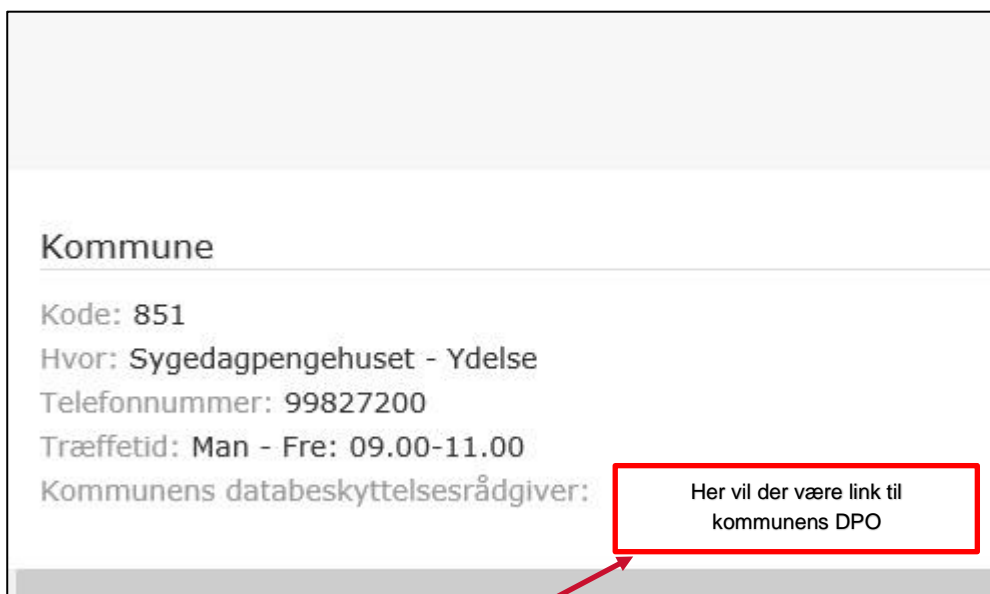 Kommune
Kode: 851
Hvor: Sygedagpengehuset - Ydelse
Telefonnummer: 99827200
Træffetid: Man - Fre: 09.00-11.00
Kommunens databeskyttelsesrådgiver:
Her vil der være link til
kommunens DPO